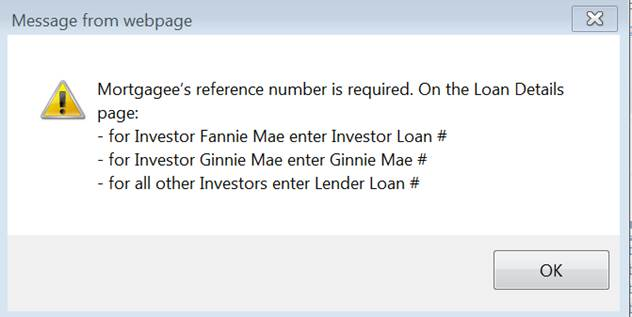 Message from webpage
Mortgagee's reference number is required. On the Loan Details
page:
- for Investor Fannie Mae enter Investor Loan #
- for Investor Ginnie Mae enter Ginnie Mae #
- for all other Investors enter Lender Loan #
OK